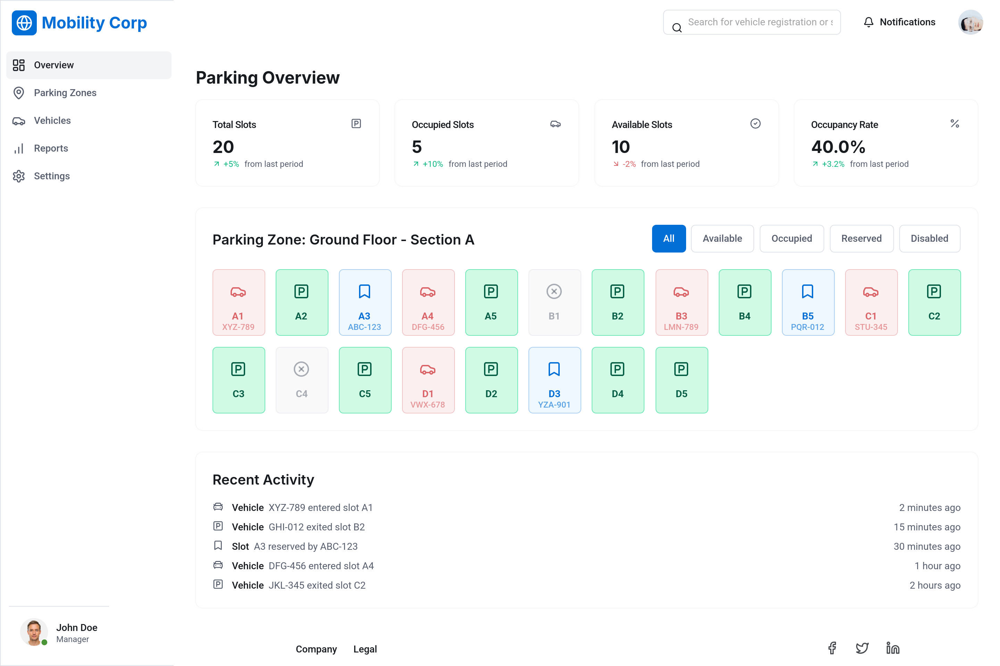 Mobility Corp
Search for vehicle registration or s
Notifications
Overview
Parking Zones
Vehicles
Reports
Settings
Parking Overview
Total Slots
20
+5% from last period
Occupied Slots
5
+10% from last period
Available Slots
10
-2% from last period
Occupancy Rate
40.0%
+3.2% from last period
Parking Zone: Ground Floor - Section A
All
Available
Occupied
Reserved
Disabled
A1
XYZ-789
A2
A3
ABC-123
A4
DFG-456
A5
B1
B2
B3
LMN-789
B4
B5
PQR-012
C1
STU-345
C2
C3
C4
C5
D1
VWX-678
D2
D3
YZA-901
D4
D5
Recent Activity
Vehicle XYZ-789 entered slot A1 2 minutes ago
Vehicle GHI-012 exited slot B2 15 minutes ago
Slot A3 reserved by ABC-123 30 minutes ago
Vehicle DFG-456 entered slot A4 1 hour ago
Vehicle JKL-345 exited slot C2 2 hours ago
John Doe
Manager
Company
Legal